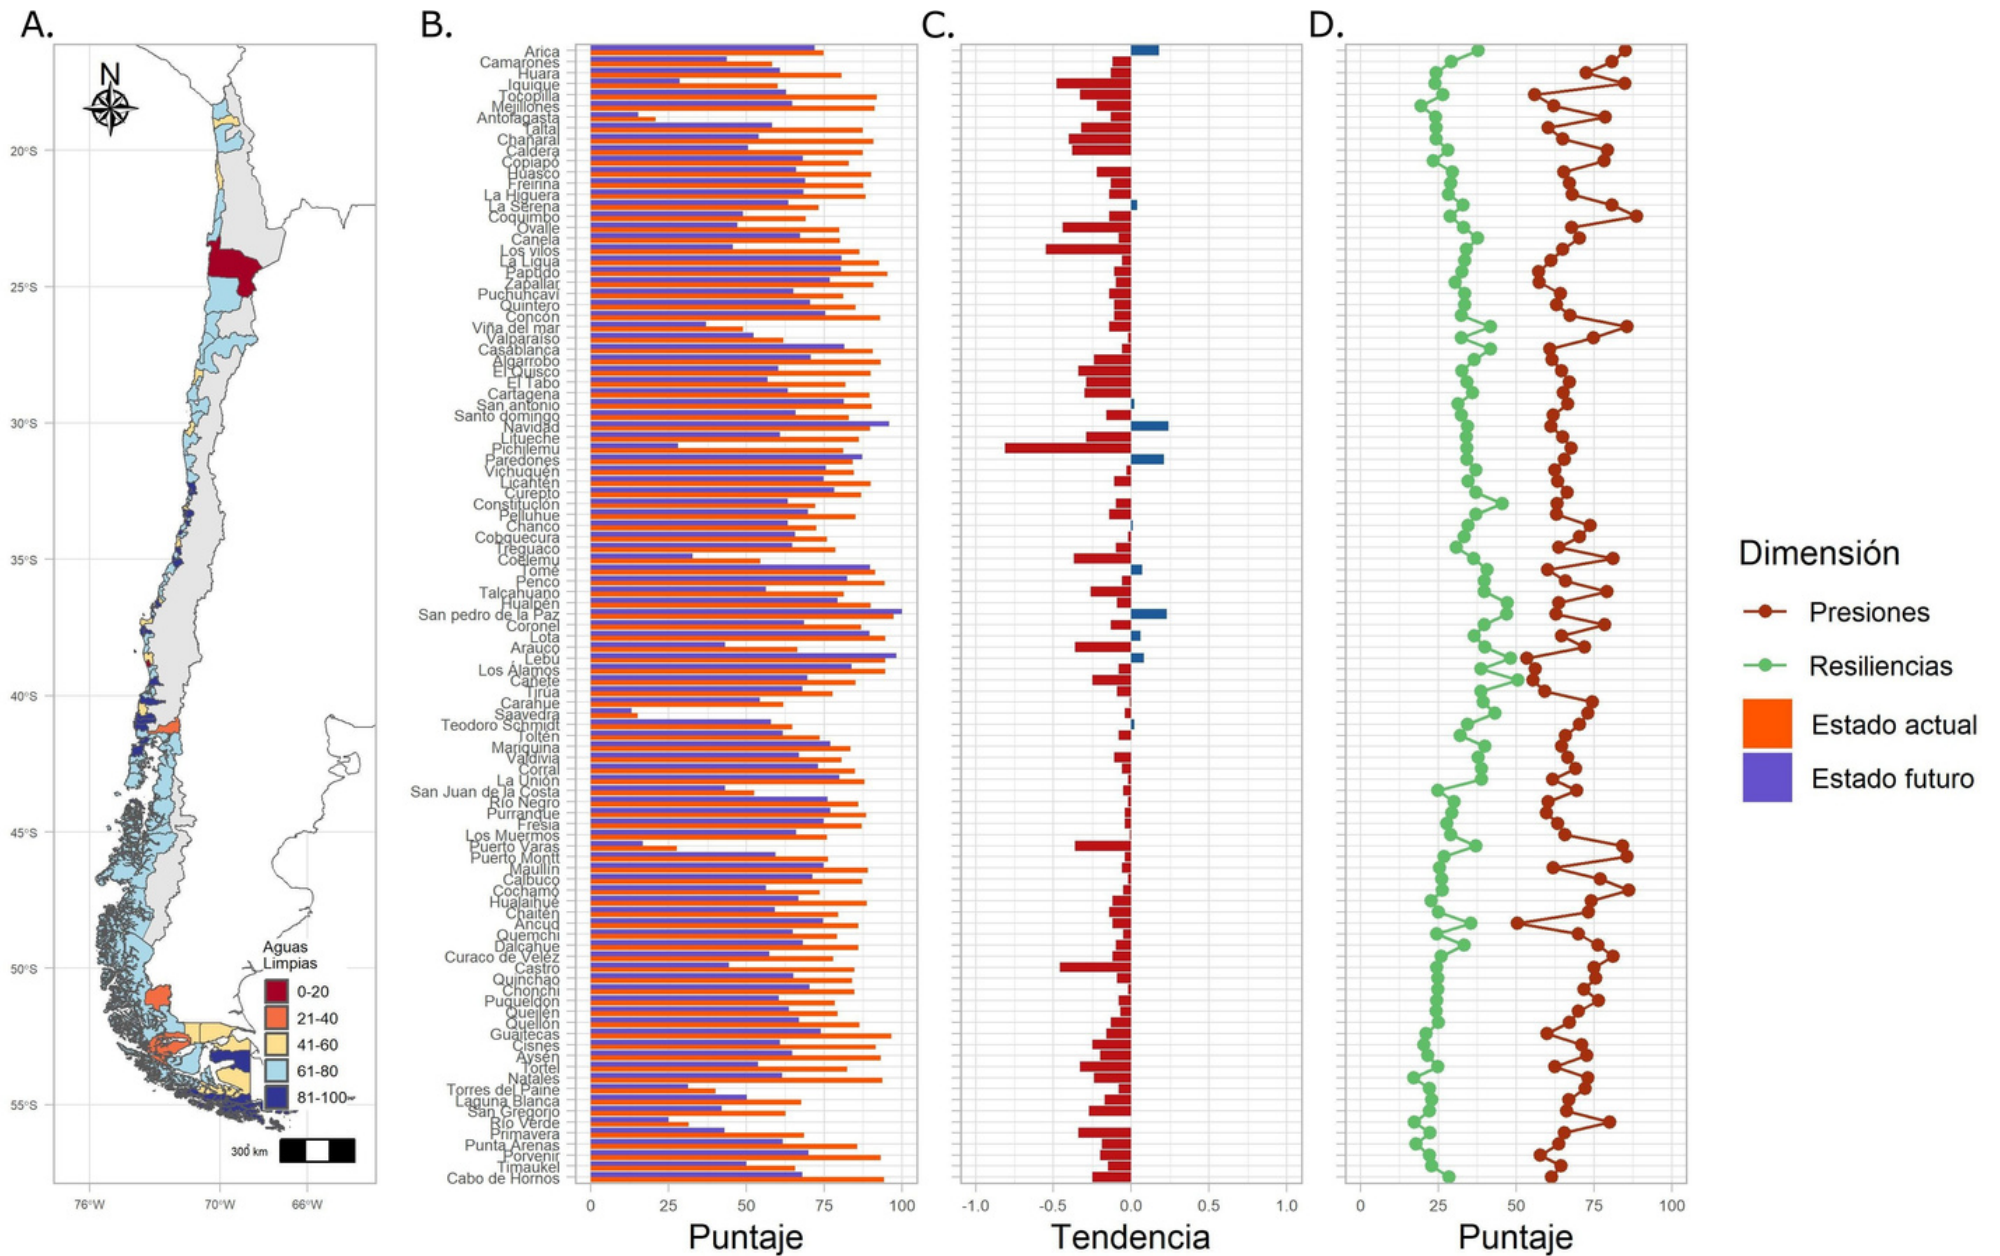 A.
B.
C.
D.
N
20°S
25°S
30°S
35°S
40°S
45°S
50°S
55°S
76°W
70°W
66°W
Aguas
Limpias
0-20
21-40
41-60
61-80
81-100
300 km
Arica
Camarones
Huara
Iquique
Tocopilla
Mejillones
Antofagasta
Taltal
Chañaral
Caldera
Copiapó
Huasco
Freirina
La Higuera
La Serena
Coquimbo
Ovalle
Canela
Los vilos
La Ligua
Papudo
Zapallar
Puchuncaví
Quintero
Concón
Viña del mar
Valparaíso
Casablanca
Algarrobo
El Quisco
El Tabo
Cartagena
San antonio
Santo domingo
Navidad
Litueche
Pichilemu
Paredones
Vichuquén
Licantén
Curepto
Constitución
Pelluhue
Chanco
Cobquecura
Treguaco
Coelemu
Tomé
Penco
Talcahuano
Hualpén
San pedro de la Paz
Coronel
Lota
Arauco
Lebu
Los Álamos
Cañete
Tirúa
Carahue
Saavedra
Teodoro Schmidt
Toltén
Mariquina
Valdivia
Corral
La Unión
San Juan de la Costa
Río Negro
Purranque
Fresia
Los Muermos
Puerto Varas
Puerto Montt
Maullín
Calbuco
Cochamó
Hualaihué
Chaitén
Ancud
Quemchi
Dalcahue
Curaco de Veléz
Castro
Quinchao
Chonchi
Puqueldón
Queilén
Quellón
Guaitecas
Cisnes
Aysén
Tortel
Natales
Torres del Paine
Laguna Blanca
San Gregorio
Río Verde
Primavera
Punta Arenas
Porvenir
Timaukel
Cabo de Hornos
0 25 50 75 100
Puntaje
-1.0 -0.5 0.0 0.5 1.0
Tendencia
0 25 50 75 100
Puntaje
Dimensión
Presiones
Resiliencias
Estado actual
Estado futuro